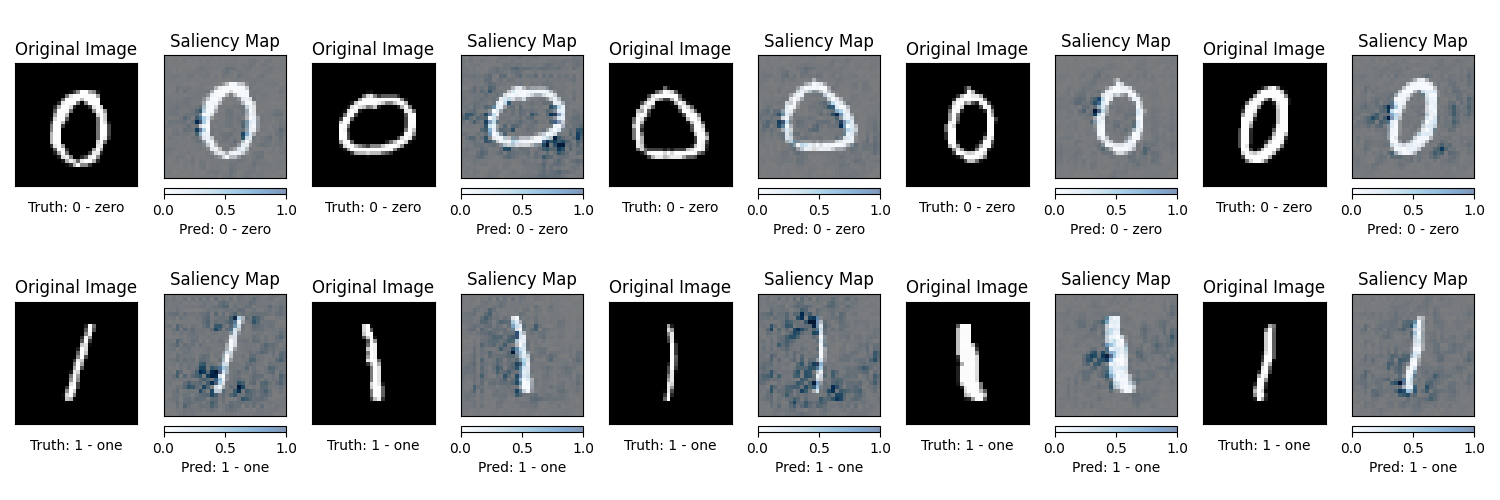 Original Image Saliency Map Original Image Saliency Map Original Image Saliency Map Original Image Saliency Map Original Image Saliency Map
Truth: 0 - zero 0.0 0.5 1.0 Truth: 0 - zero 0.0 0.5 1.0 Truth: 0 - zero 0.0 0.5 1.0 Truth: 0 - zero 0.0 0.5 1.0 Truth: 0 - zero 0.0 0.5 1.0
Pred: 0 - zero Pred: 0 - zero Pred: 0 - zero Pred: 0 - zero Pred: 0 - zero
Original Image Saliency Map Original Image Saliency Map Original Image Saliency Map Original Image Saliency Map Original Image Saliency Map
Truth: 1 - one 0.0 0.5 1.0 Truth: 1 - one 0.0 0.5 1.0 Truth: 1 - one 0.0 0.5 1.0 Truth: 1 - one 0.0 0.5 1.0 Truth: 1 - one 0.0 0.5 1.0
Pred: 1 - one Pred: 1 - one Pred: 1 - one Pred: 1 - one Pred: 1 - one